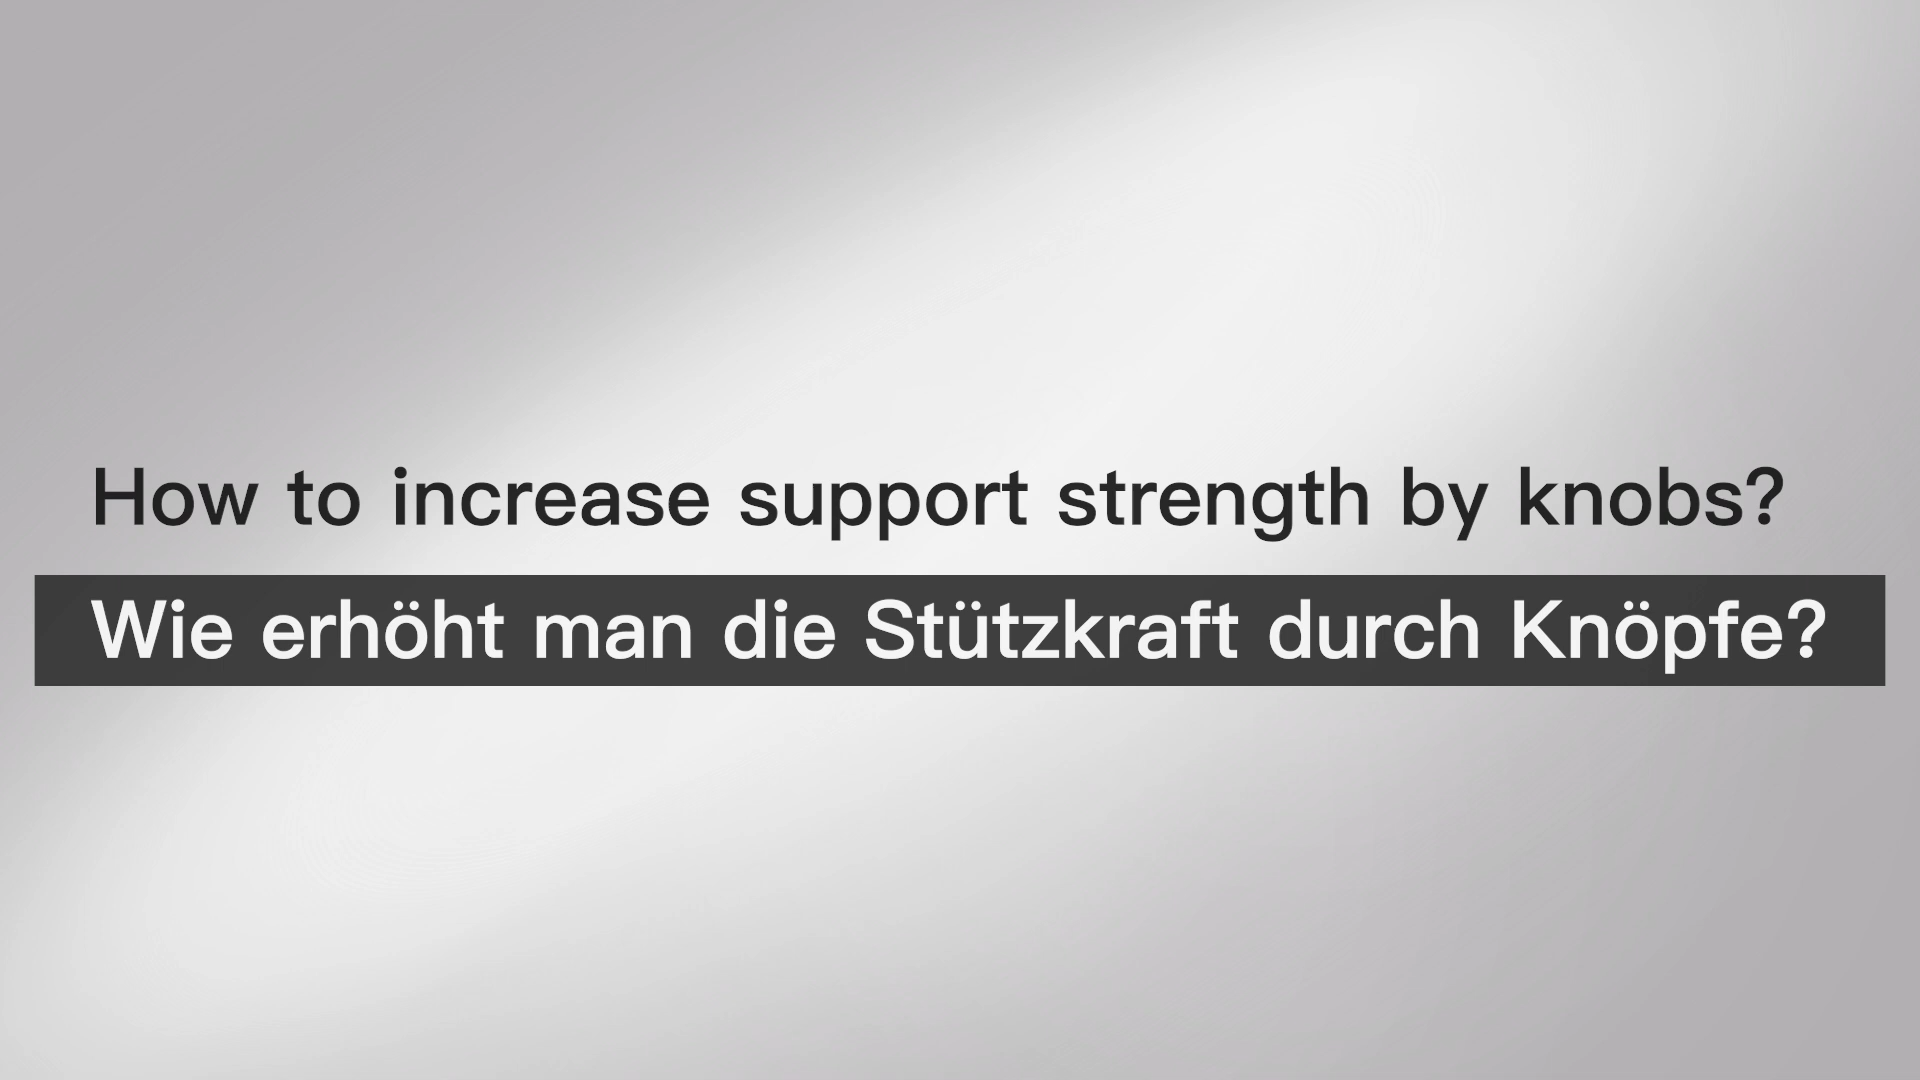 How to increase support strength by knobs?
Wie erhöht man die Stützkraft durch Knöpfe?